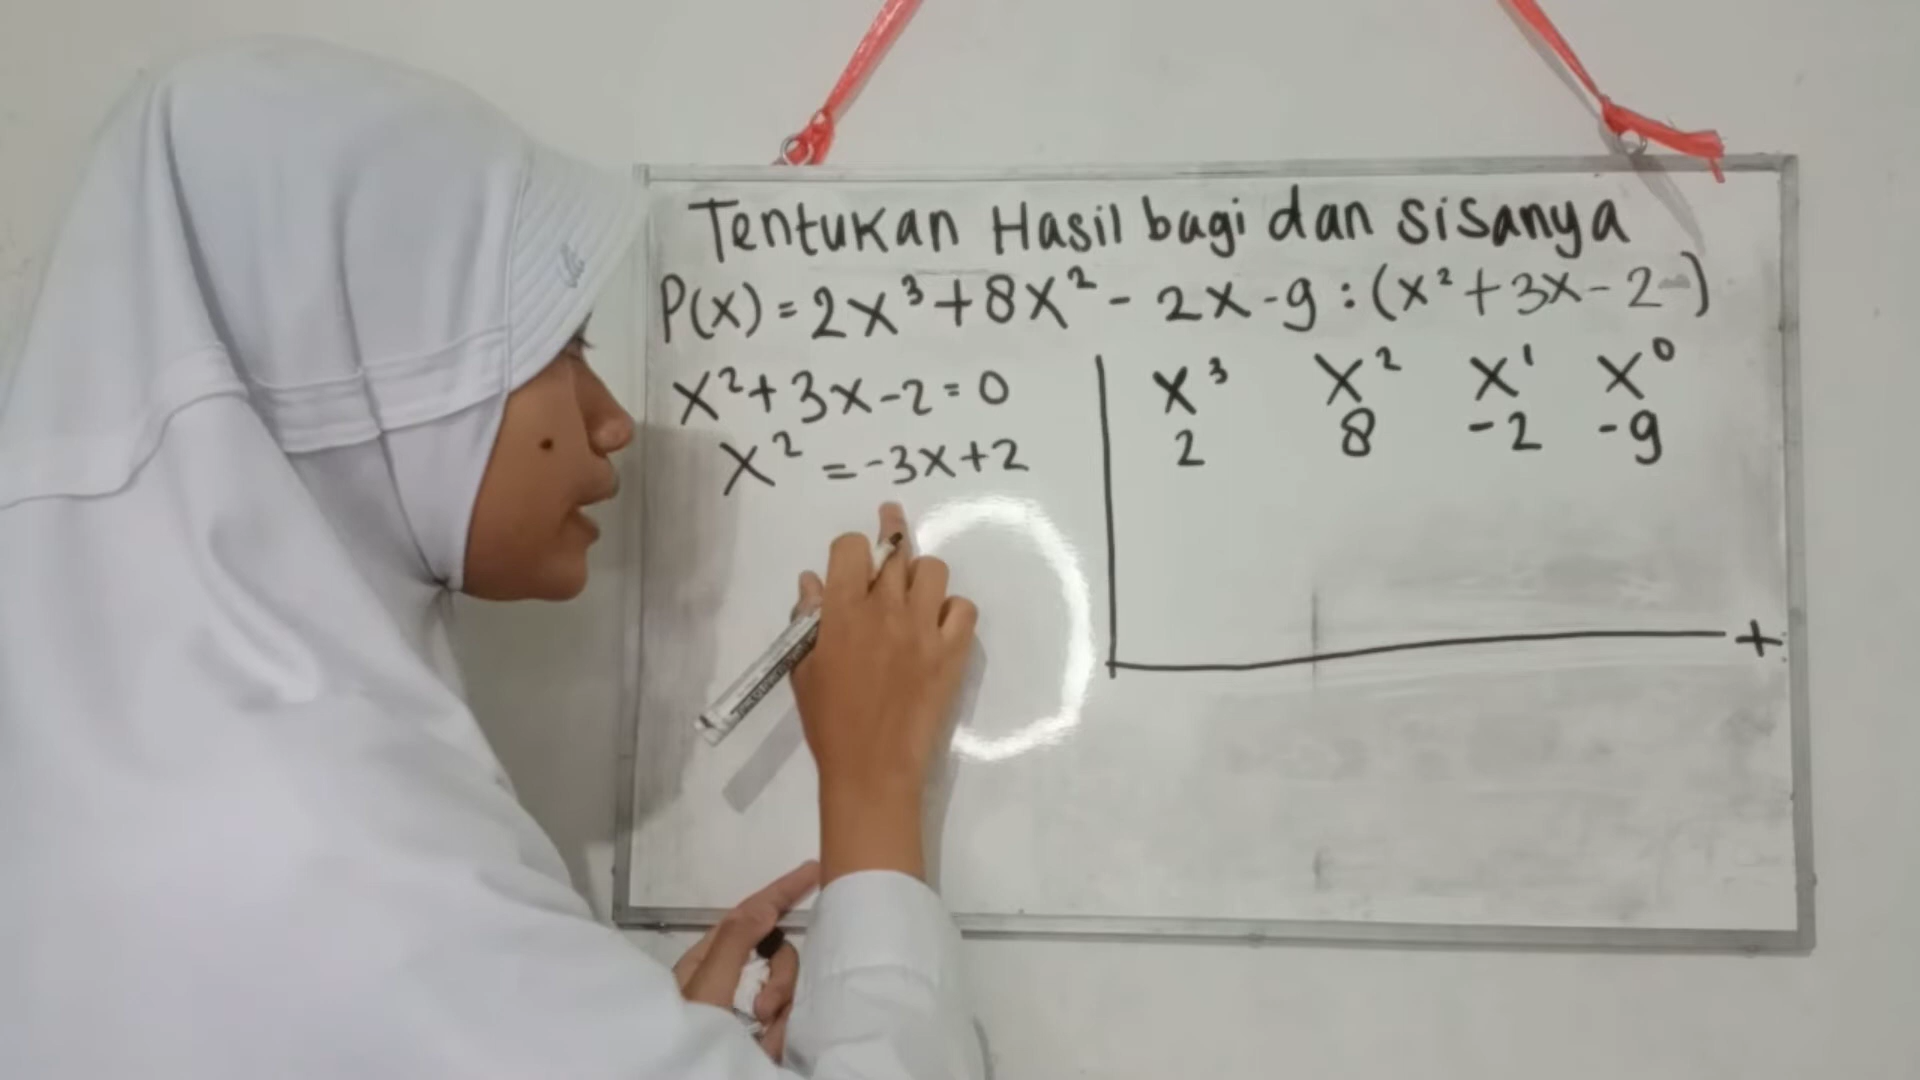 Tentukan Hasil bagi dan sisanya
P(x) = 2x³ + 8x² - 2x - 9 : (x² + 3x - 2)
x² + 3x - 2 = 0
x² = -3x + 2
x³ x² x¹ x⁰
2 8 -2 -9
+